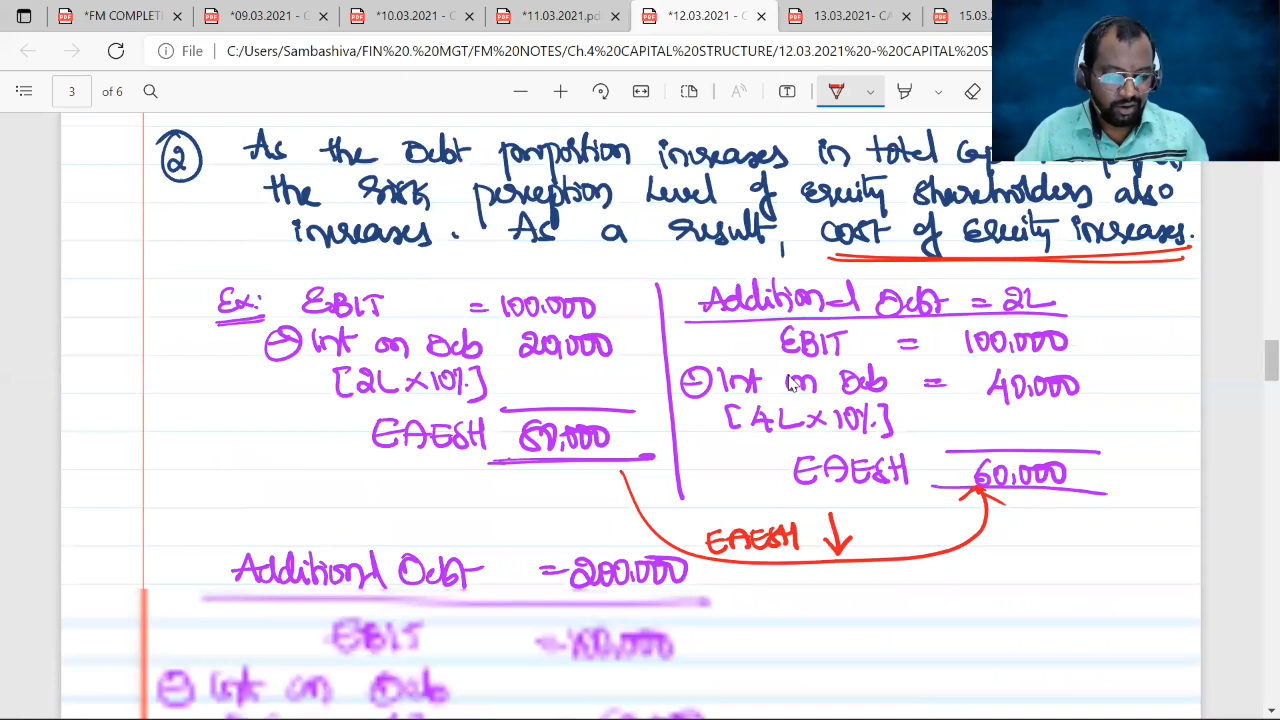 *FM COMPLETE
*09.03.2021 - C
*10.03.2021 - C
*11.03.2021.pd
*12.03.2021 - C
13.03.2021- CA
15.03
File
C:/Users/Sambashiva/FIN%20.%20MGT/FM%20NOTES/Ch.4%20CAPITAL%20STRUCTURE/12.03.2021%20-%20CAPITAL%20ST
3 of 6
② As the Debt proportion increases in total
the Risk perception Level of Equity shareholders also
increases. As a result, cost of Equity increases.
Ex: EBIT = 100,000
⊖ Int on Deb 20,000
[2L X 10%]
EAESH 80,000
Additional Debt = 2L
EBIT = 100,000
⊖ Int on Deb = 40,000
[4L X 10%]
EAESH 60,000
EAESH ↓
Additional Debt = 200,000
EBIT = 100,000
⊖ Int on Deb